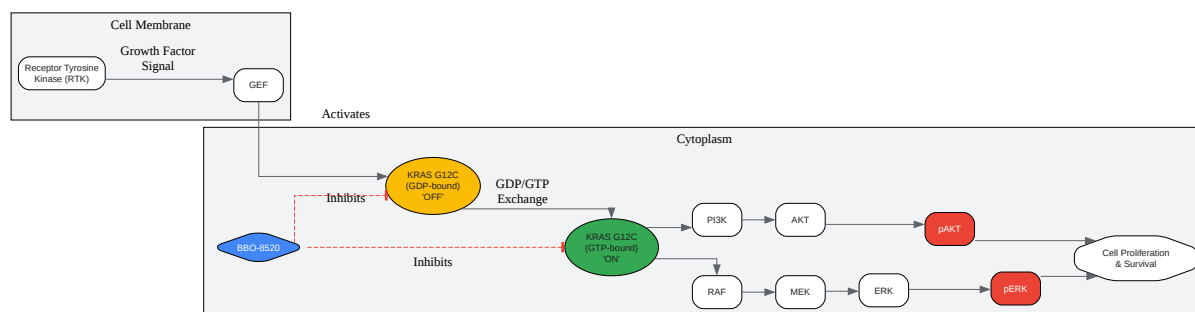 Cell Membrane
Receptor Tyrosine
Kinase (RTK)
Growth Factor
Signal
GEF
Activates
Cytoplasm
KRAS G12C
(GDP-bound)
'OFF'
Inhibits
GDP/GTP
Exchange
BBO-8520
Inhibits
KRAS G12C
(GTP-bound)
'ON'
PI3K
AKT
pAKT
RAF
MEK
ERK
pERK
Cell Proliferation
& Survival